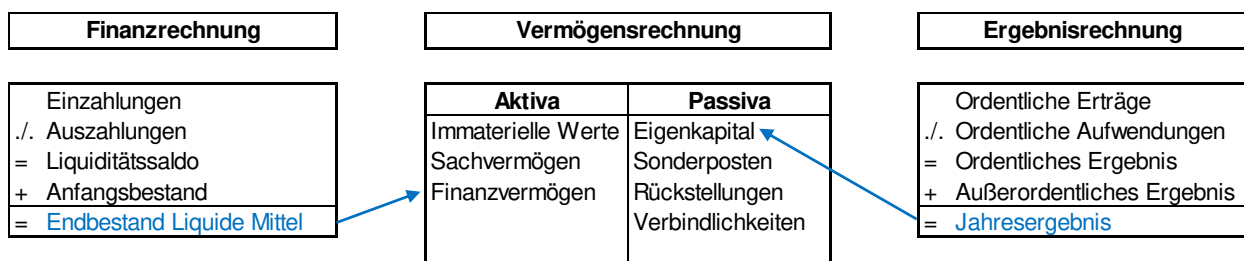 Finanzrechnung
Einzahlungen
./. Auszahlungen
= Liquiditätssaldo
+ Anfangsbestand
= Endbestand Liquide Mittel
Vermögensrechnung
Aktiva Passiva
Immaterielle Werte Eigenkapital
Sachvermögen Sonderposten
Finanzvermögen Rückstellungen
Verbindlichkeiten
Ergebnisrechnung
Ordentliche Erträge
./. Ordentliche Aufwendungen
= Ordentliches Ergebnis
+ Außerordentliches Ergebnis
= Jahresergebnis